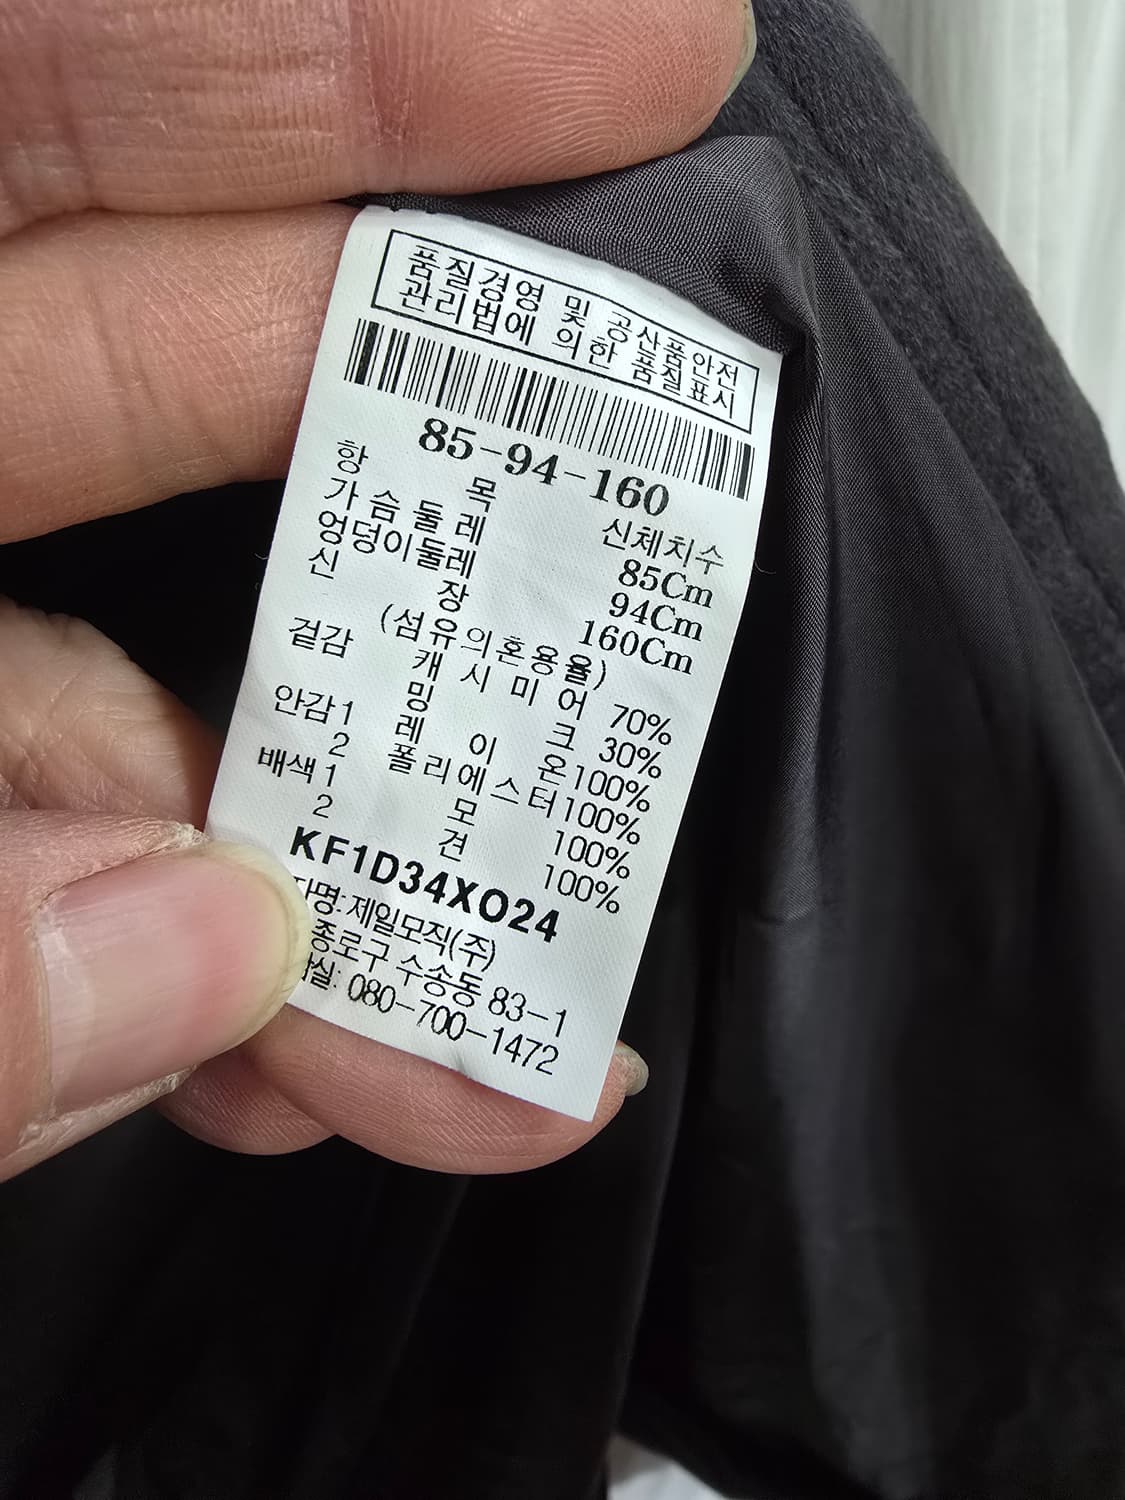 품질경영 및 공산품안전
관리법에 의한 품질표시
85-94-160
항 목 신체치수
가슴둘레 85Cm
엉덩이둘레 94Cm
신 장 160Cm
(섬유의혼용율)
겉감 캐시미어 70%
밍크 30%
안감1 레이온100%
2 폴리에스터100%
배색1 모 100%
2 견 100%
KF1D34XO24
자명: 제일모직(주)
종로구 수송동 83-1
실: 080-700-1472